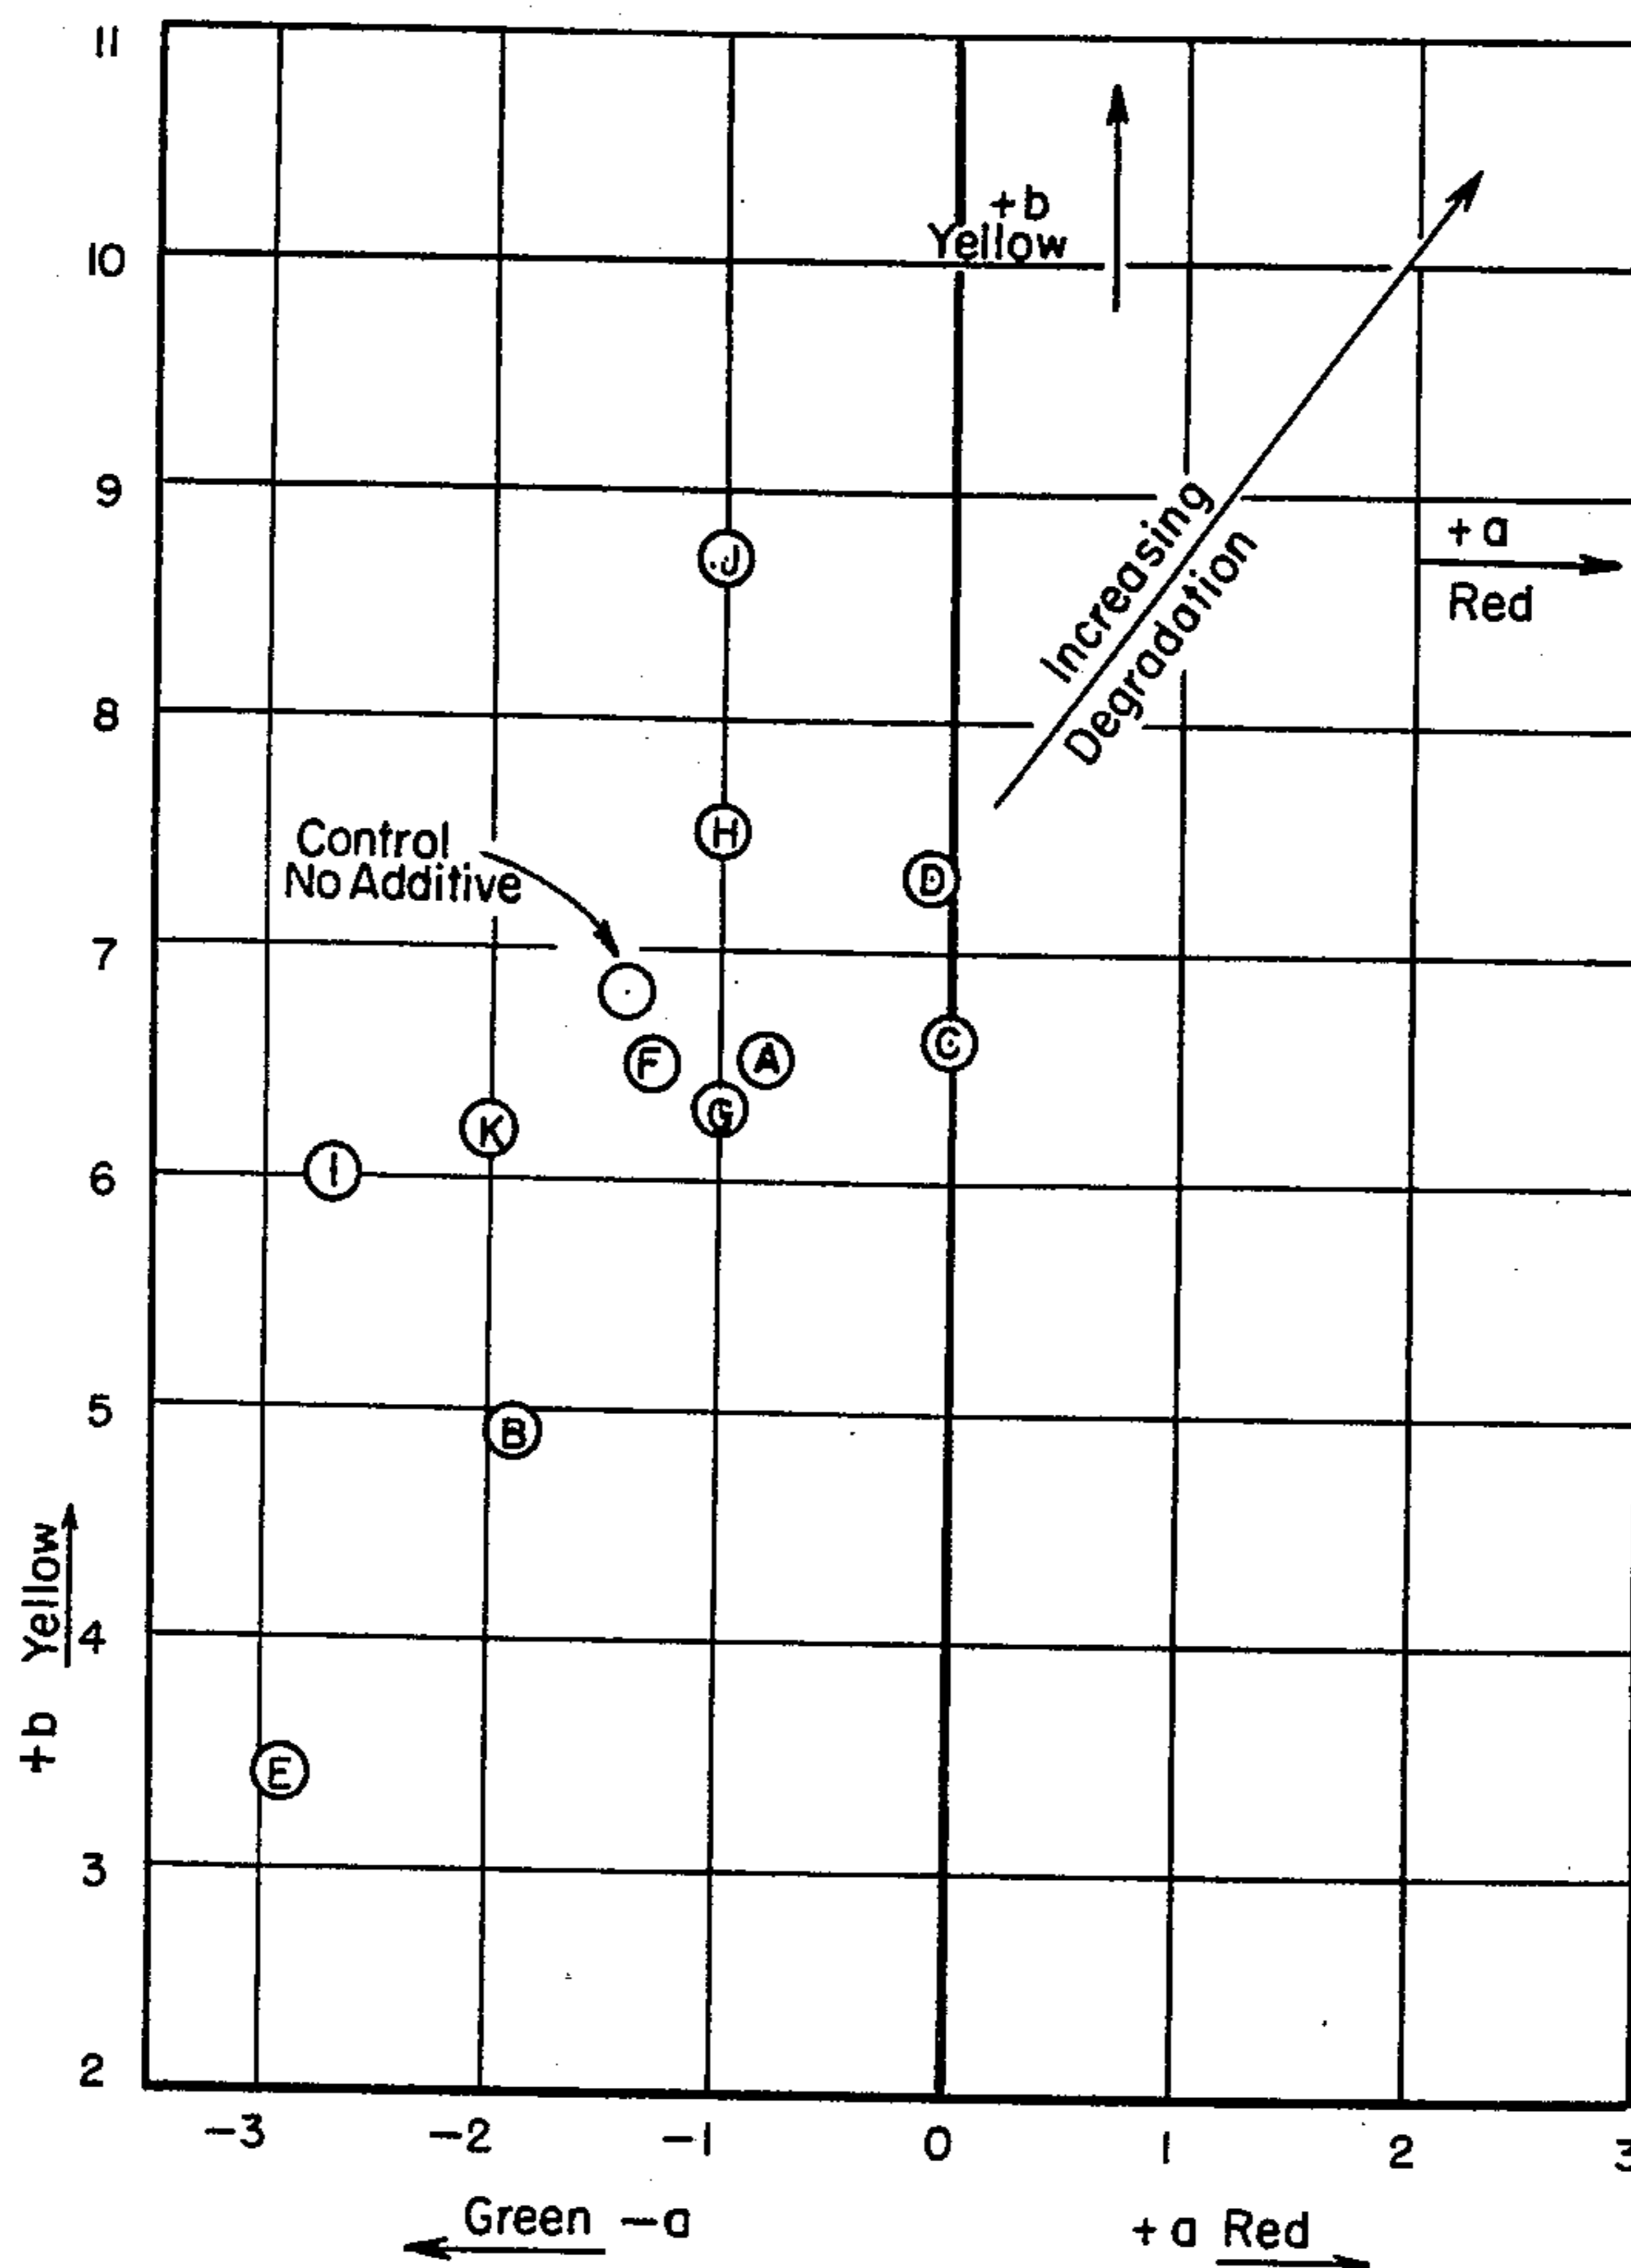 11
+b
Yellow
10
9
+a
Red
Increasing
Degradation
J
8
H
Control
No Additive
D
7
C
F
A
G
K
I
6
5
B
+b Yellow
4
E
3
2
-3
-2
-1
0
1
2
3
Green -a
+a Red